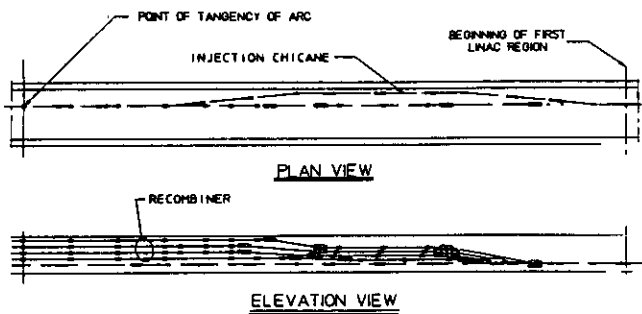 POINT OF TANGENCY OF ARC
BEGINNING OF FIRST
LINAC REGION
INJECTION CHICANE
PLAN VIEW
RECOMBINER
ELEVATION VIEW